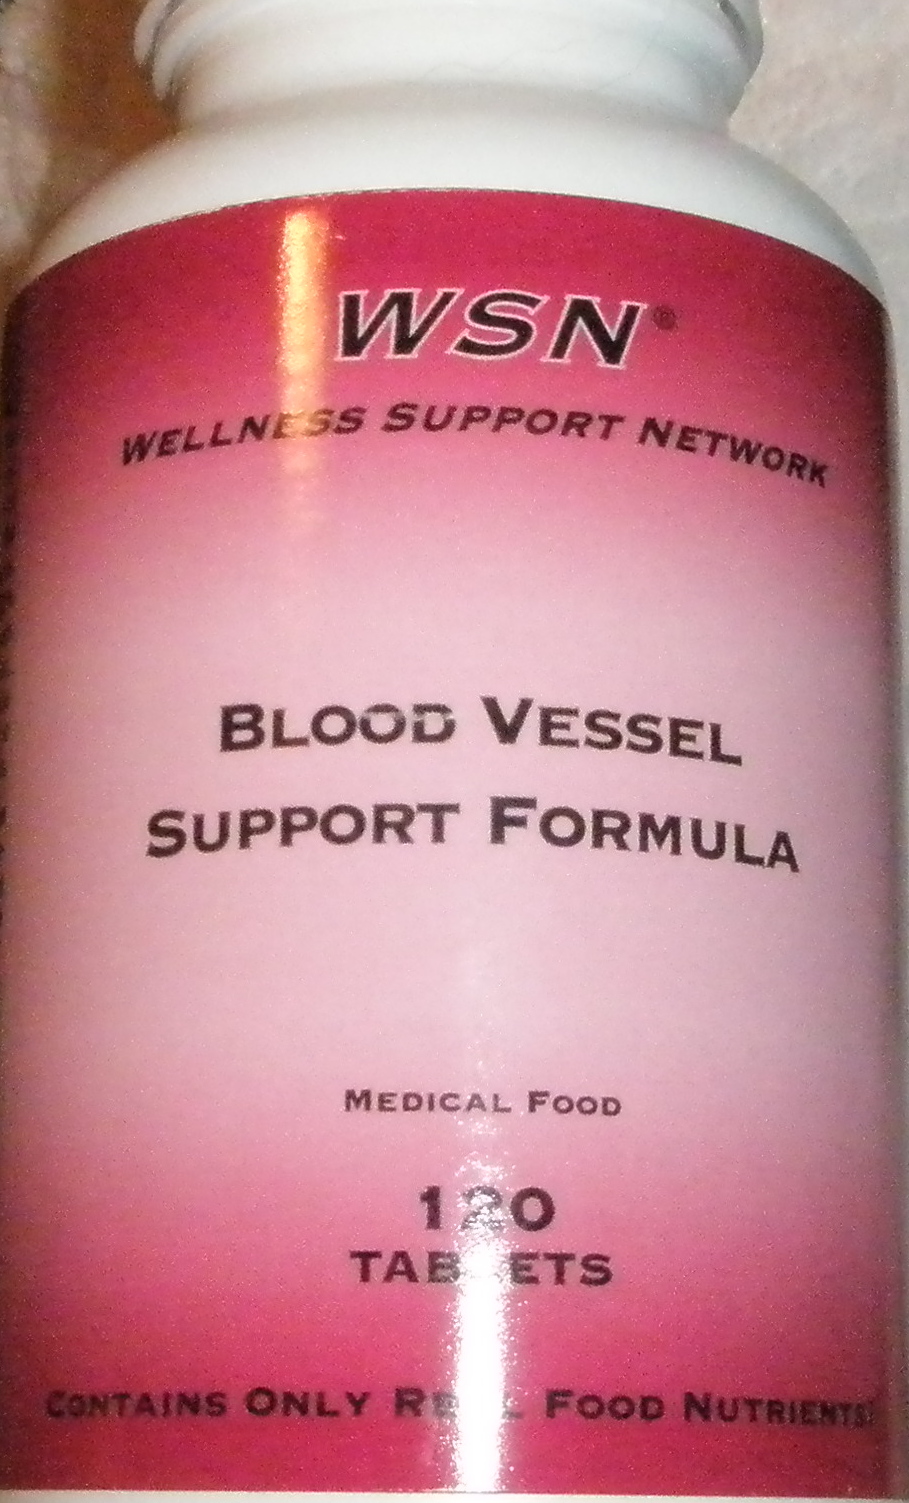 WSN®
WELLNESS SUPPORT NETWORK
BLOOD VESSEL
SUPPORT FORMULA
MEDICAL FOOD
120
TABLETS
CONTAINS ONLY REAL FOOD NUTRIENTS